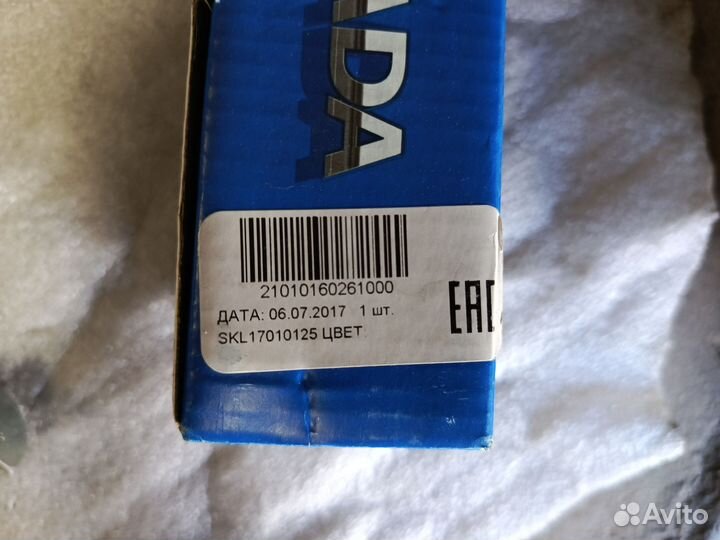 ADA
21010160261000
ДАТА: 06.07.2017 1 шт.
SKL17010125 ЦВЕТ
EAC
Avito